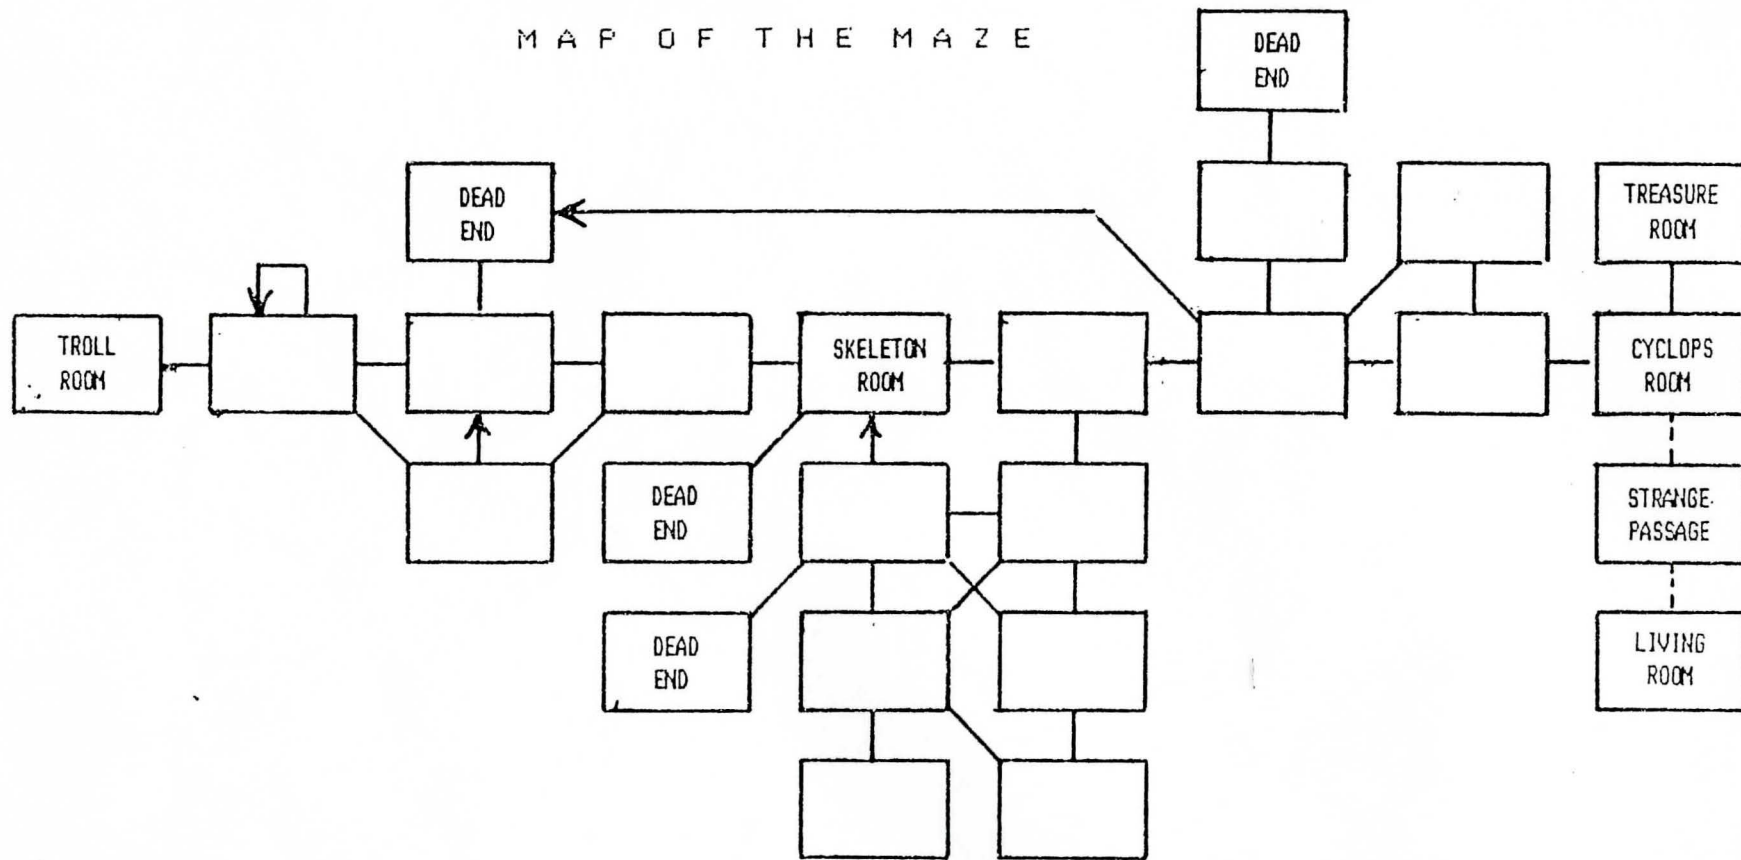 MAP OF THE MAZE
DEAD
END
DEAD
END
TREASURE
ROOM
TROLL
ROOM
SKELETON
ROOM
CYCLOPS
ROOM
DEAD
END
STRANGE
PASSAGE
DEAD
END
LIVING
ROOM